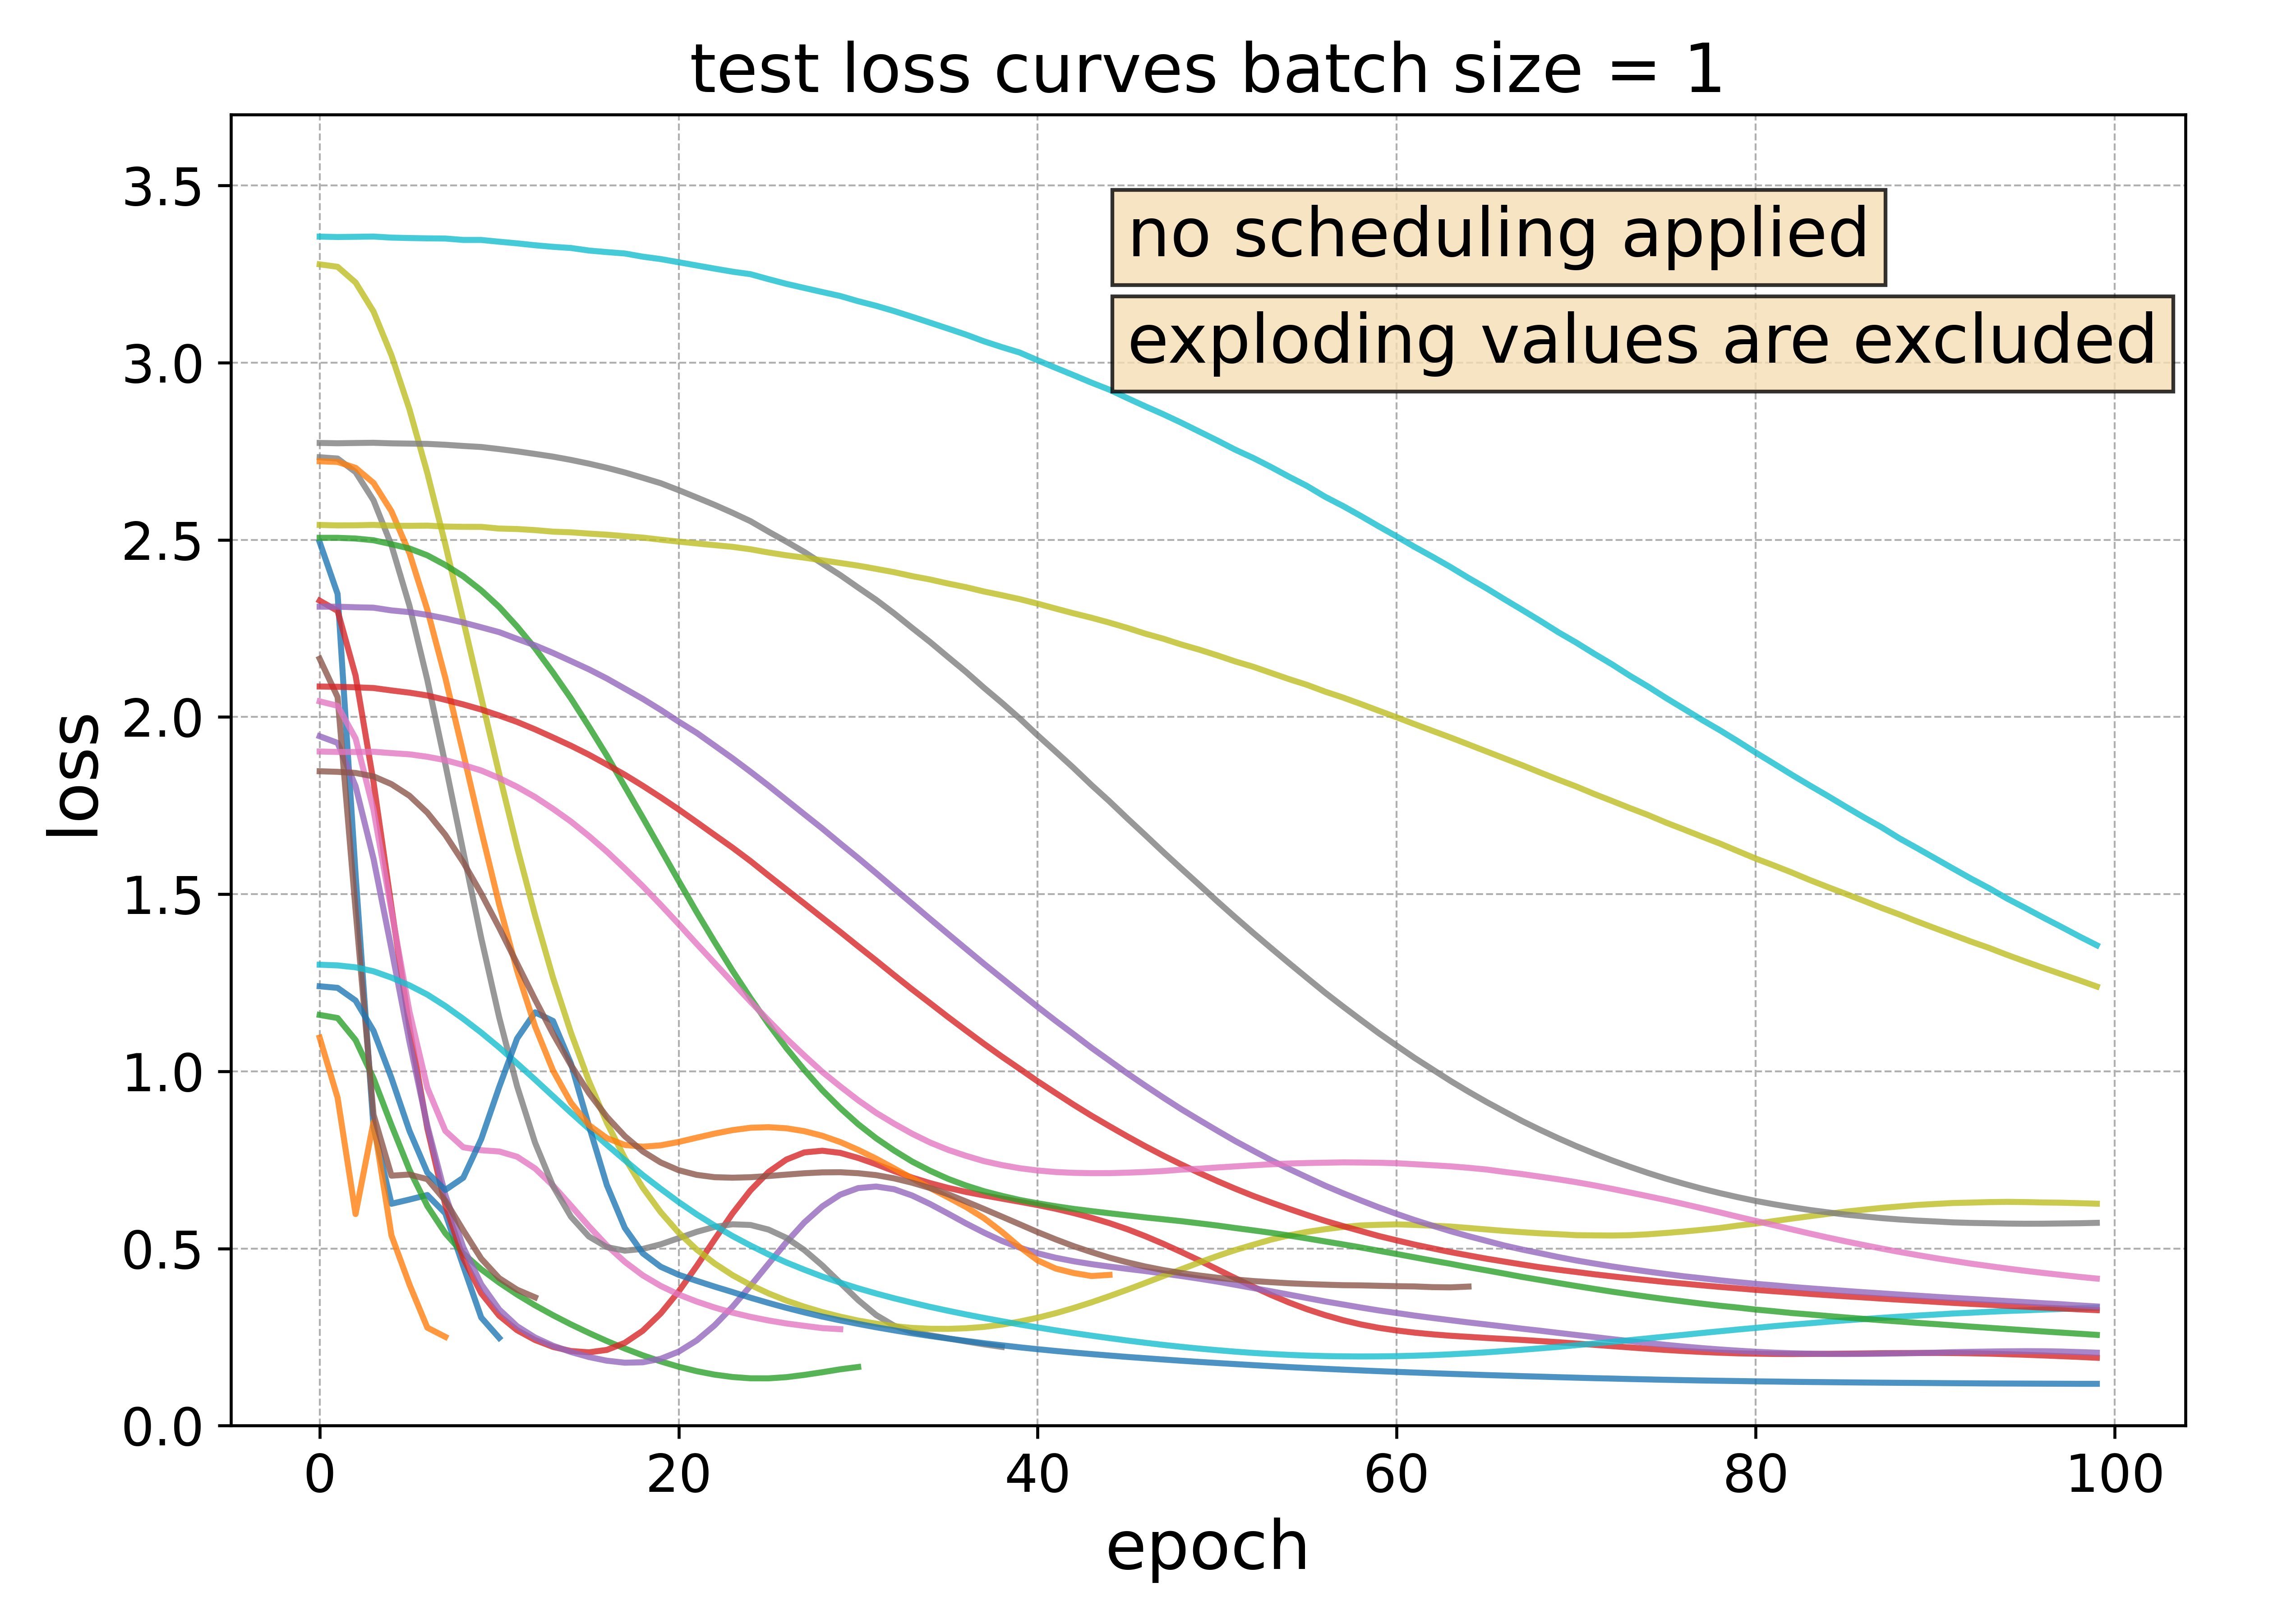 test loss curves batch size = 1
no scheduling applied
exploding values are excluded
3.5
3.0
2.5
2.0
1.5
1.0
0.5
0.0
loss
0 20 40 60 80 100
epoch